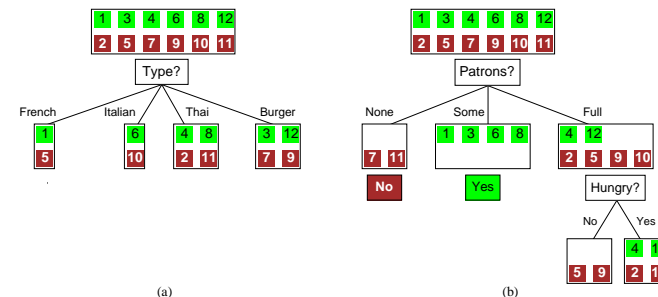 1 3 4 6 8 12
2 5 7 9 10 11
Type?
French Italian Thai Burger
1 6 4 8 3 12
5 10 2 11 7 9
(a)
1 3 4 6 8 12
2 5 7 9 10 11
Patrons?
None Some Full
1 3 6 8 4 12
7 11 2 5 9 10
No Yes Hungry?
No Yes
4
5 9 2
(b)